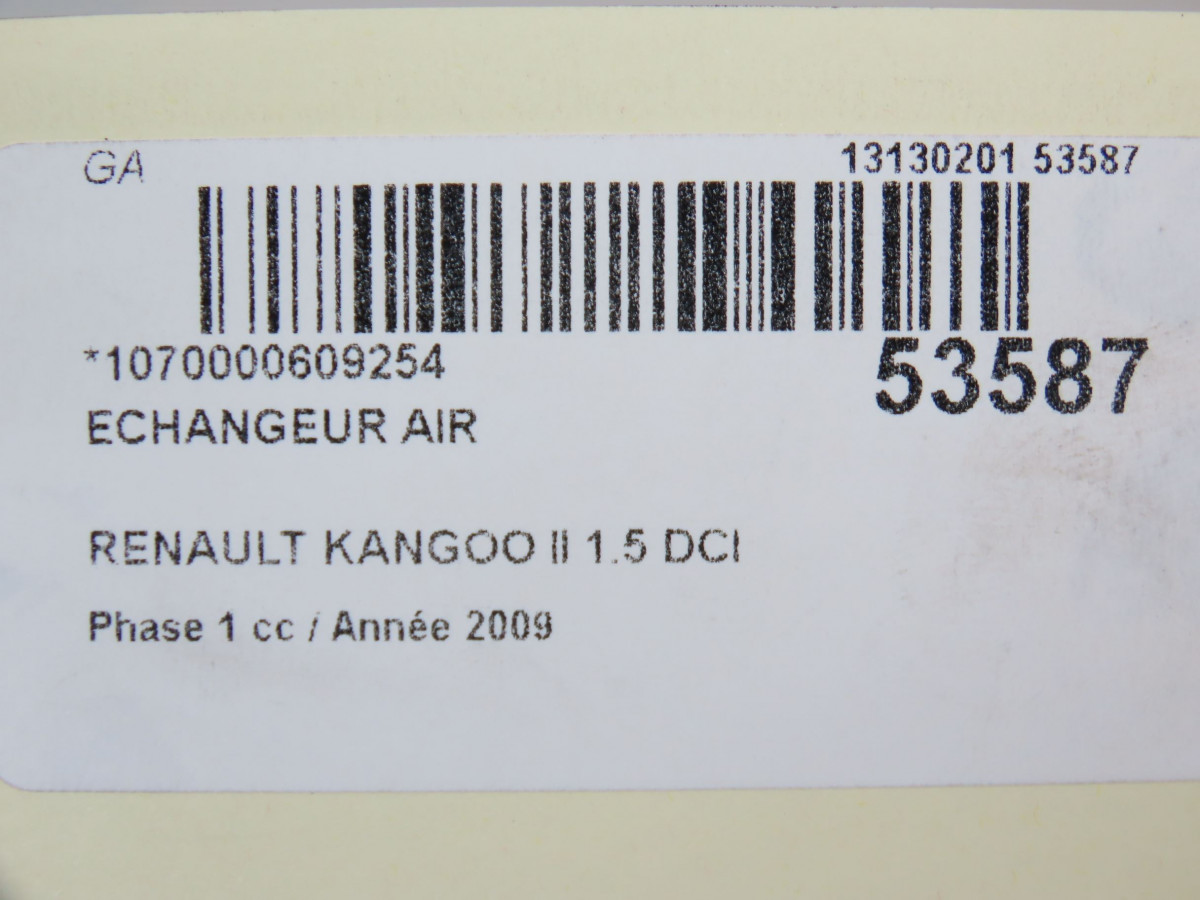 GA
13130201 53587
*1070000609254
53587
ECHANGEUR AIR
RENAULT KANGOO II 1.5 DCI
Phase 1 cc / Année 2009